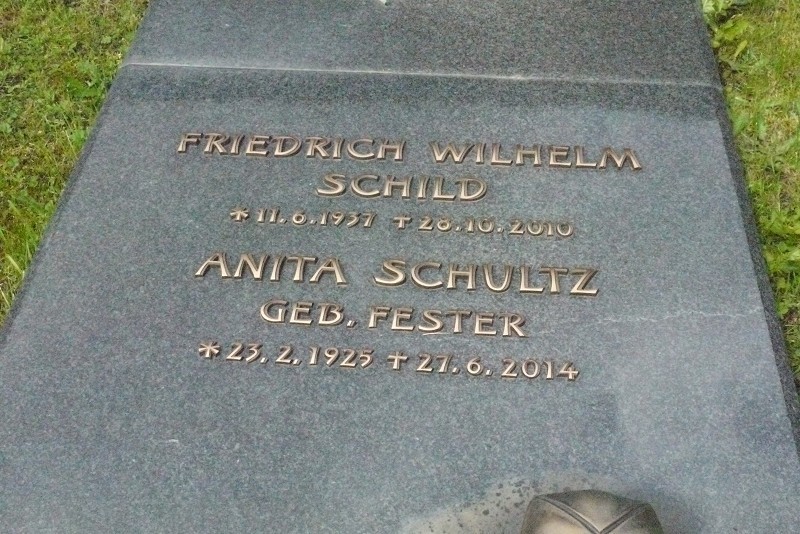 FRIEDRICH WILHELM
SCHILD
* 11.6.1937 † 28.10.2010
ANITA SCHULTZ
GEB. FESTER
* 23.2.1925 † 27.6.2014